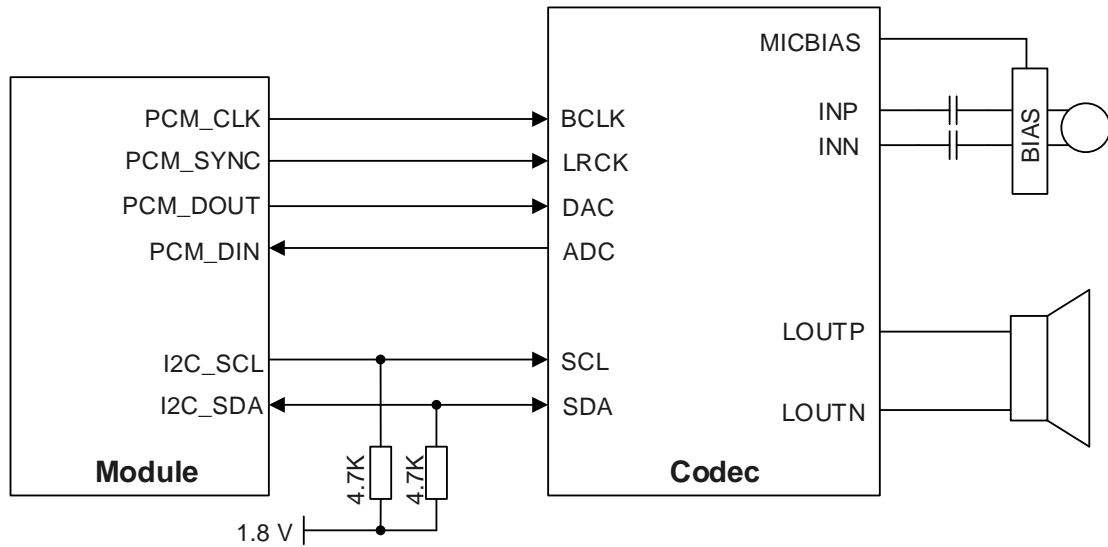 MICBIAS
PCM_CLK
BCLK
INP
PCM_SYNC
LRCK
INN
BIAS
PCM_DOUT
DAC
PCM_DIN
ADC
LOUTP
I2C_SCL
SCL
I2C_SDA
SDA
LOUTN
Module
4.7K
4.7K
Codec
1.8 V